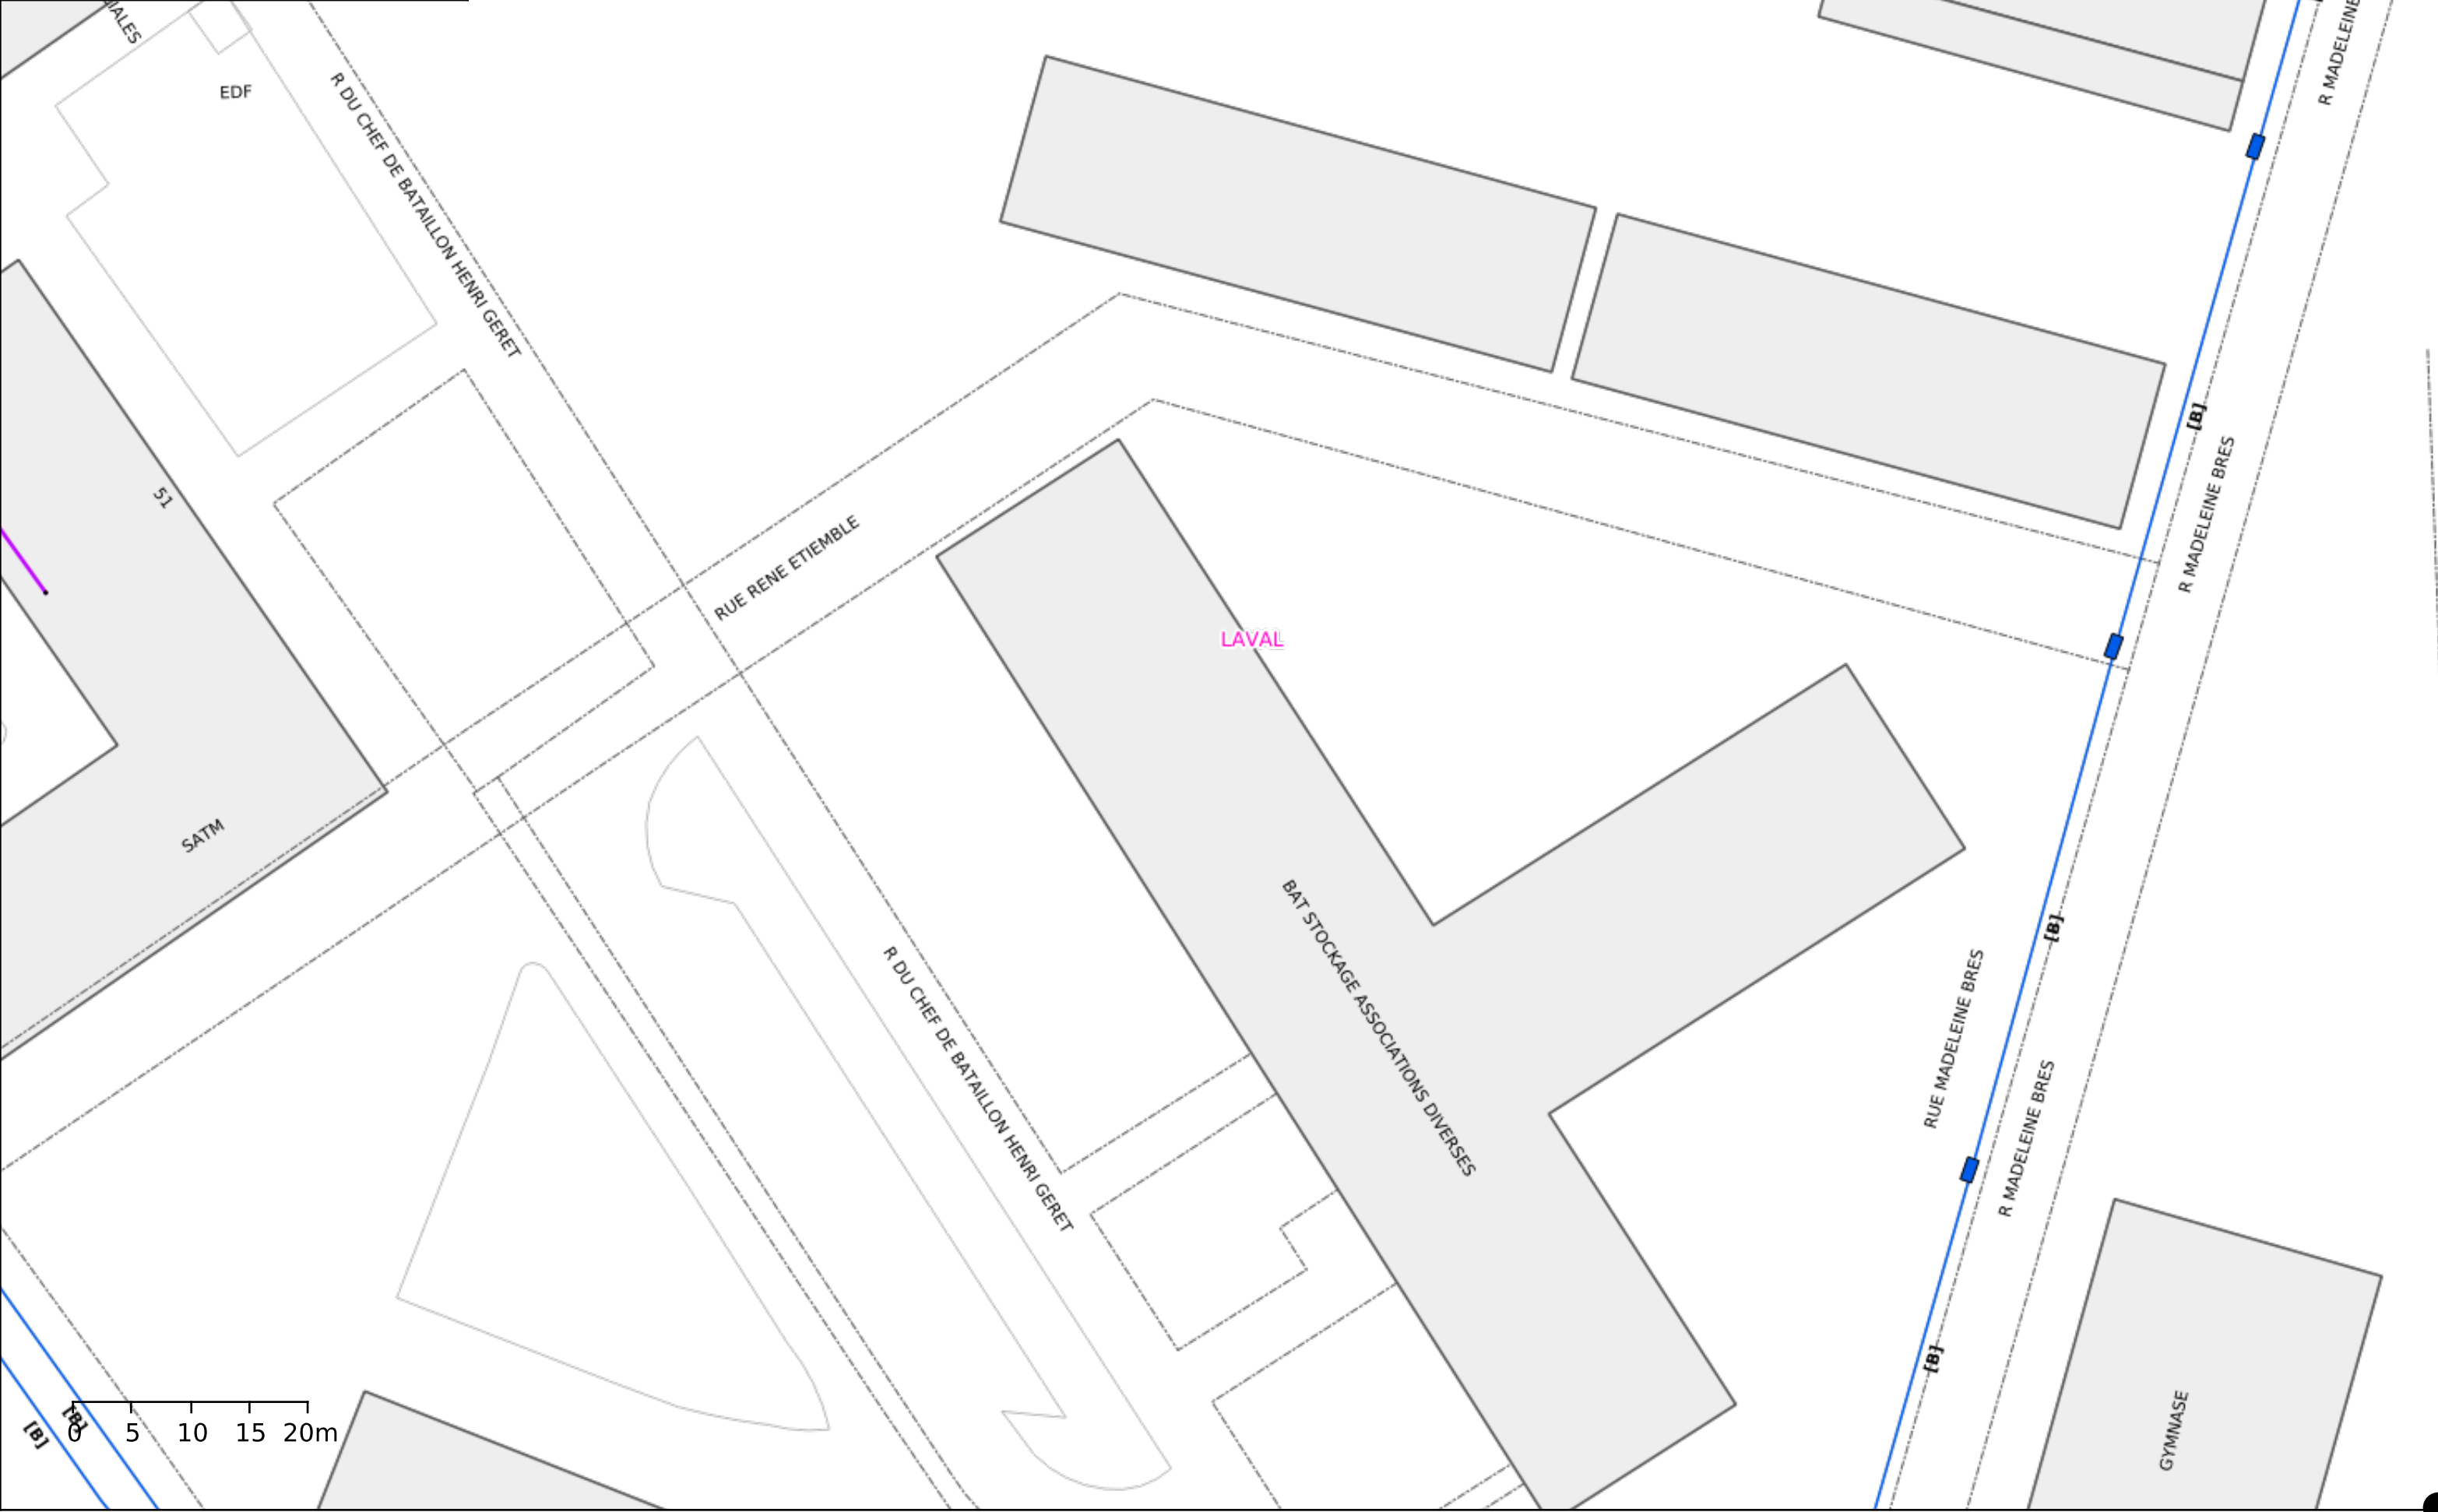 EDF
R DU CHEF DE BATAILLON HENRI GERET
R MADELEINE
[B]
R MADELEINE BRES
51
RUE RENE ETIEMBLE
LAVAL
SATM
BAT STOCKAGE ASSOCIATIONS DIVERSES
[B]
R DU CHEF DE BATAILLON HENRI GERET
RUE MADELEINE BRES
R MADELEINE BRES
[B]
GYMNASE
[B]
[B]
0 5 10 15 20m